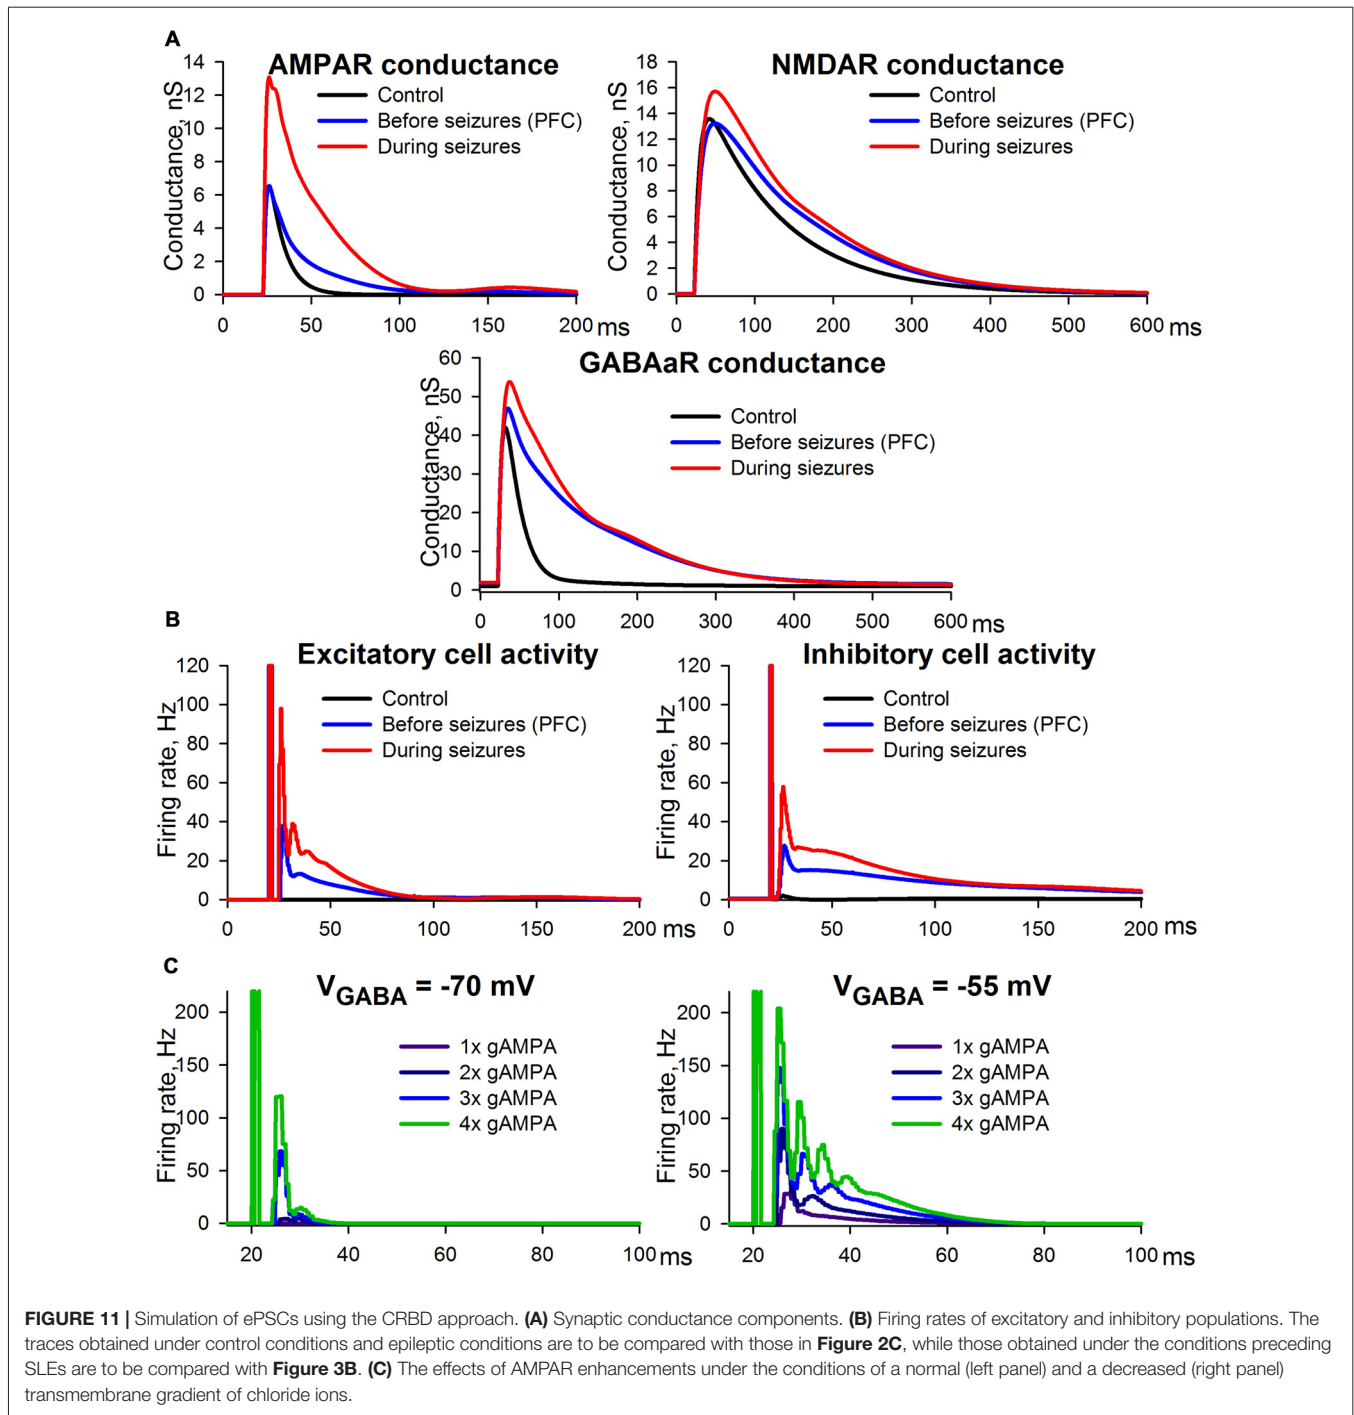 A
AMPAR conductance
Conductance, nS
14
12
10
8
6
4
2
0
Control
Before seizures (PFC)
During seizures
0 50 100 150 200 ms
NMDAR conductance
Conductance, nS
18
16
14
12
10
8
6
4
2
0
Control
Before seizures (PFC)
During seizures
0 100 200 300 400 500 600 ms
GABAaR conductance
Conductance, nS
60
50
40
30
20
10
0
Control
Before seizures (PFC)
During siezures
0 100 200 300 400 500 600 ms
B
Excitatory cell activity
Firing rate, Hz
120
100
80
60
40
20
0
Control
Before seizures (PFC)
During seizures
0 50 100 150 200 ms
Inhibitory cell activity
Firing rate, Hz
120
100
80
60
40
20
0
Control
Before seizures (PFC)
During seizures
0 50 100 150 200 ms
C
VGABA = -70 mV
Firing rate, Hz
200
150
100
50
0
1x gAMPA
2x gAMPA
3x gAMPA
4x gAMPA
20 40 60 80 100 ms
VGABA = -55 mV
Firing rate, Hz
200
150
100
50
0
1x gAMPA
2x gAMPA
3x gAMPA
4x gAMPA
20 40 60 80 100 ms
FIGURE 11 | Simulation of ePSCs using the CRBD approach. (A) Synaptic conductance components. (B) Firing rates of excitatory and inhibitory populations. The
traces obtained under control conditions and epileptic conditions are to be compared with those in Figure 2C, while those obtained under the conditions preceding
SLEs are to be compared with Figure 3B. (C) The effects of AMPAR enhancements under the conditions of a normal (left panel) and a decreased (right panel)
transmembrane gradient of chloride ions.